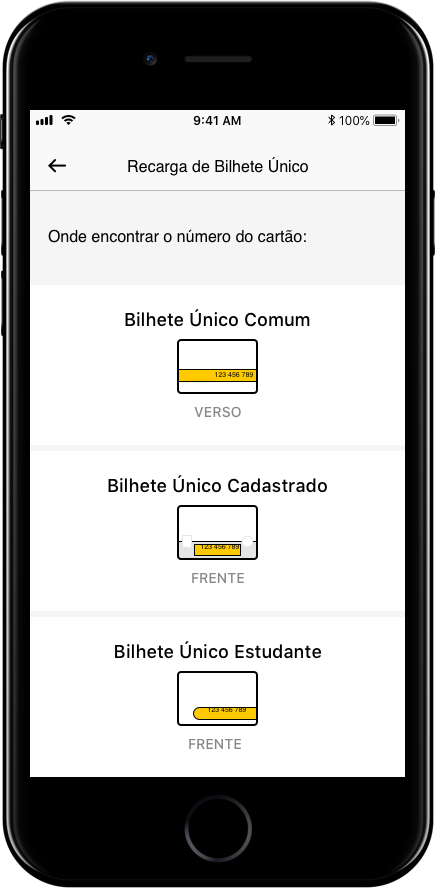 9:41 AM
100%
Recarga de Bilhete Único
Onde encontrar o número do cartão:
Bilhete Único Comum
123 456 789
VERSO
Bilhete Único Cadastrado
123 456 789
FRENTE
Bilhete Único Estudante
123 456 789
FRENTE